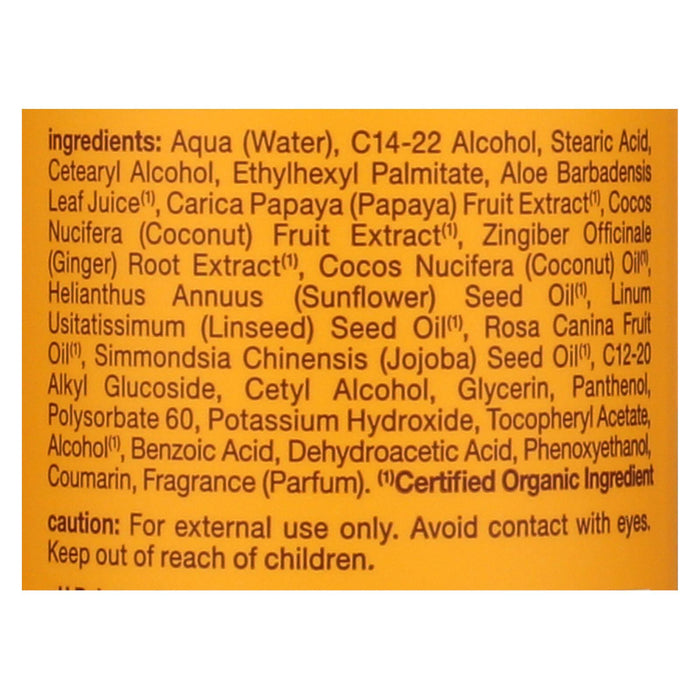 ingredients: Aqua (Water), C14-22 Alcohol, Stearic Acid,
Cetearyl Alcohol, Ethylhexyl Palmitate, Aloe Barbadensis
Leaf Juice⁽¹⁾, Carica Papaya (Papaya) Fruit Extract⁽¹⁾, Cocos
Nucifera (Coconut) Fruit Extract⁽¹⁾, Zingiber Officinale
(Ginger) Root Extract⁽¹⁾, Cocos Nucifera (Coconut) Oil⁽¹⁾,
Helianthus Annuus (Sunflower) Seed Oil⁽¹⁾, Linum
Usitatissimum (Linseed) Seed Oil⁽¹⁾, Rosa Canina Fruit
Oil⁽¹⁾, Simmondsia Chinensis (Jojoba) Seed Oil⁽¹⁾, C12-20
Alkyl Glucoside, Cetyl Alcohol, Glycerin, Panthenol,
Polysorbate 60, Potassium Hydroxide, Tocopheryl Acetate,
Alcohol⁽¹⁾, Benzoic Acid, Dehydroacetic Acid, Phenoxyethanol,
Coumarin, Fragrance (Parfum). ⁽¹⁾Certified Organic Ingredient
caution: For external use only. Avoid contact with eyes.
Keep out of reach of children.